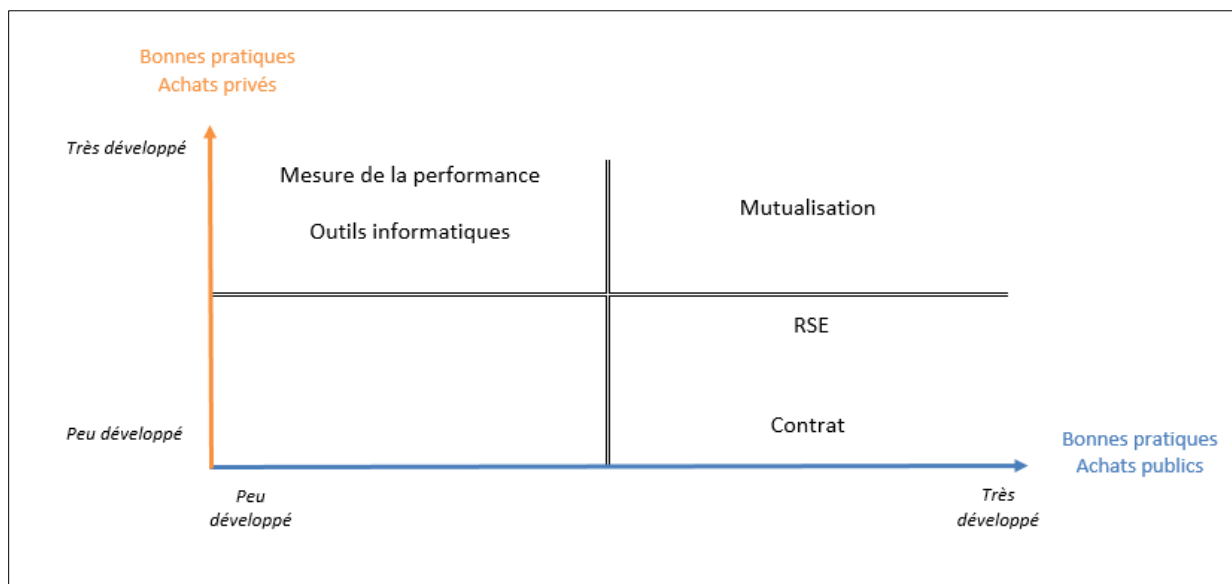 Bonnes pratiques
Achats privés
Très développé
Mesure de la performance
Outils informatiques
Mutualisation
RSE
Contrat
Peu développé
Bonnes pratiques
Achats publics
Peu
développé
Très
développé